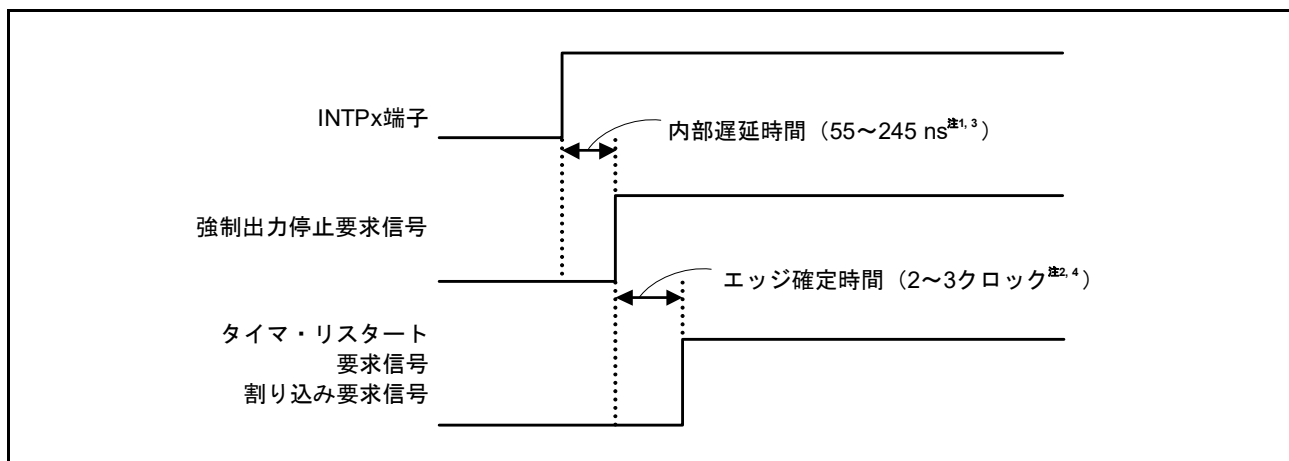 INTPx端子
内部遅延時間（55～245 ns注1, 3）
強制出力停止要求信号
エッジ確定時間（2～3クロック注2, 4）
タイマ・リスタート
要求信号
割り込み要求信号